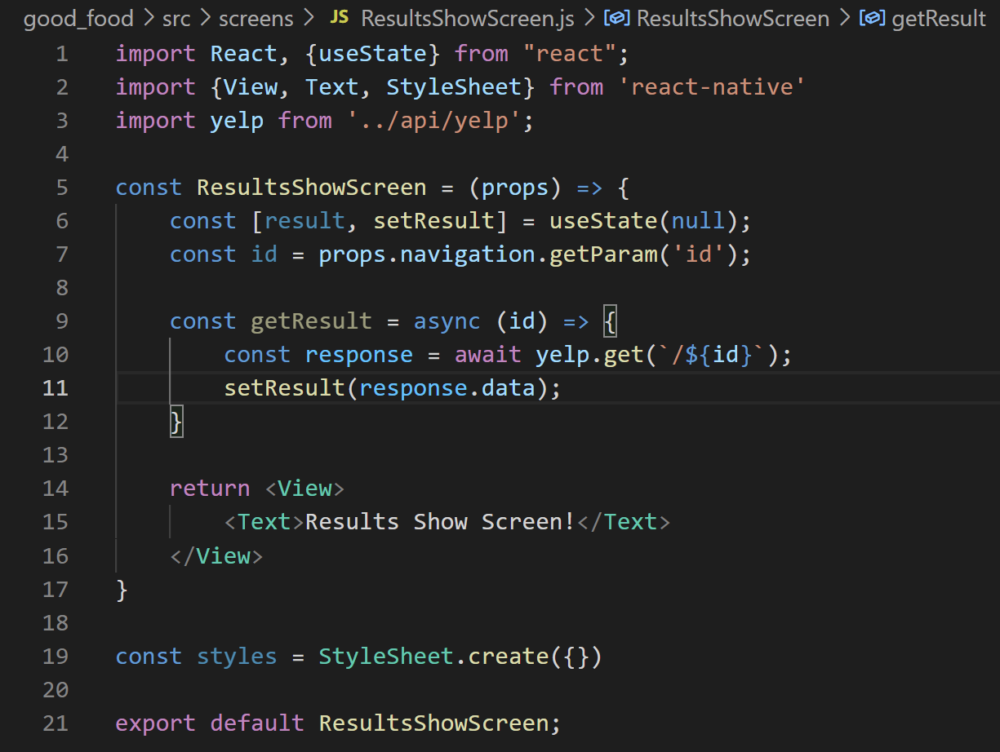 good_food > src > screens > JS ResultsShowScreen.js > ResultsShowScreen > getResult
1 import React, {useState} from "react";
2 import {View, Text, StyleSheet} from 'react-native'
3 import yelp from '../api/yelp';
4
5 const ResultsShowScreen = (props) => {
6     const [result, setResult] = useState(null);
7     const id = props.navigation.getParam('id');
8
9     const getResult = async (id) => {
10         const response = await yelp.get(`/${id}`);
11         setResult(response.data);
12     }
13
14     return <View>
15         <Text>Results Show Screen!</Text>
16     </View>
17 }
18
19 const styles = StyleSheet.create({})
20
21 export default ResultsShowScreen;